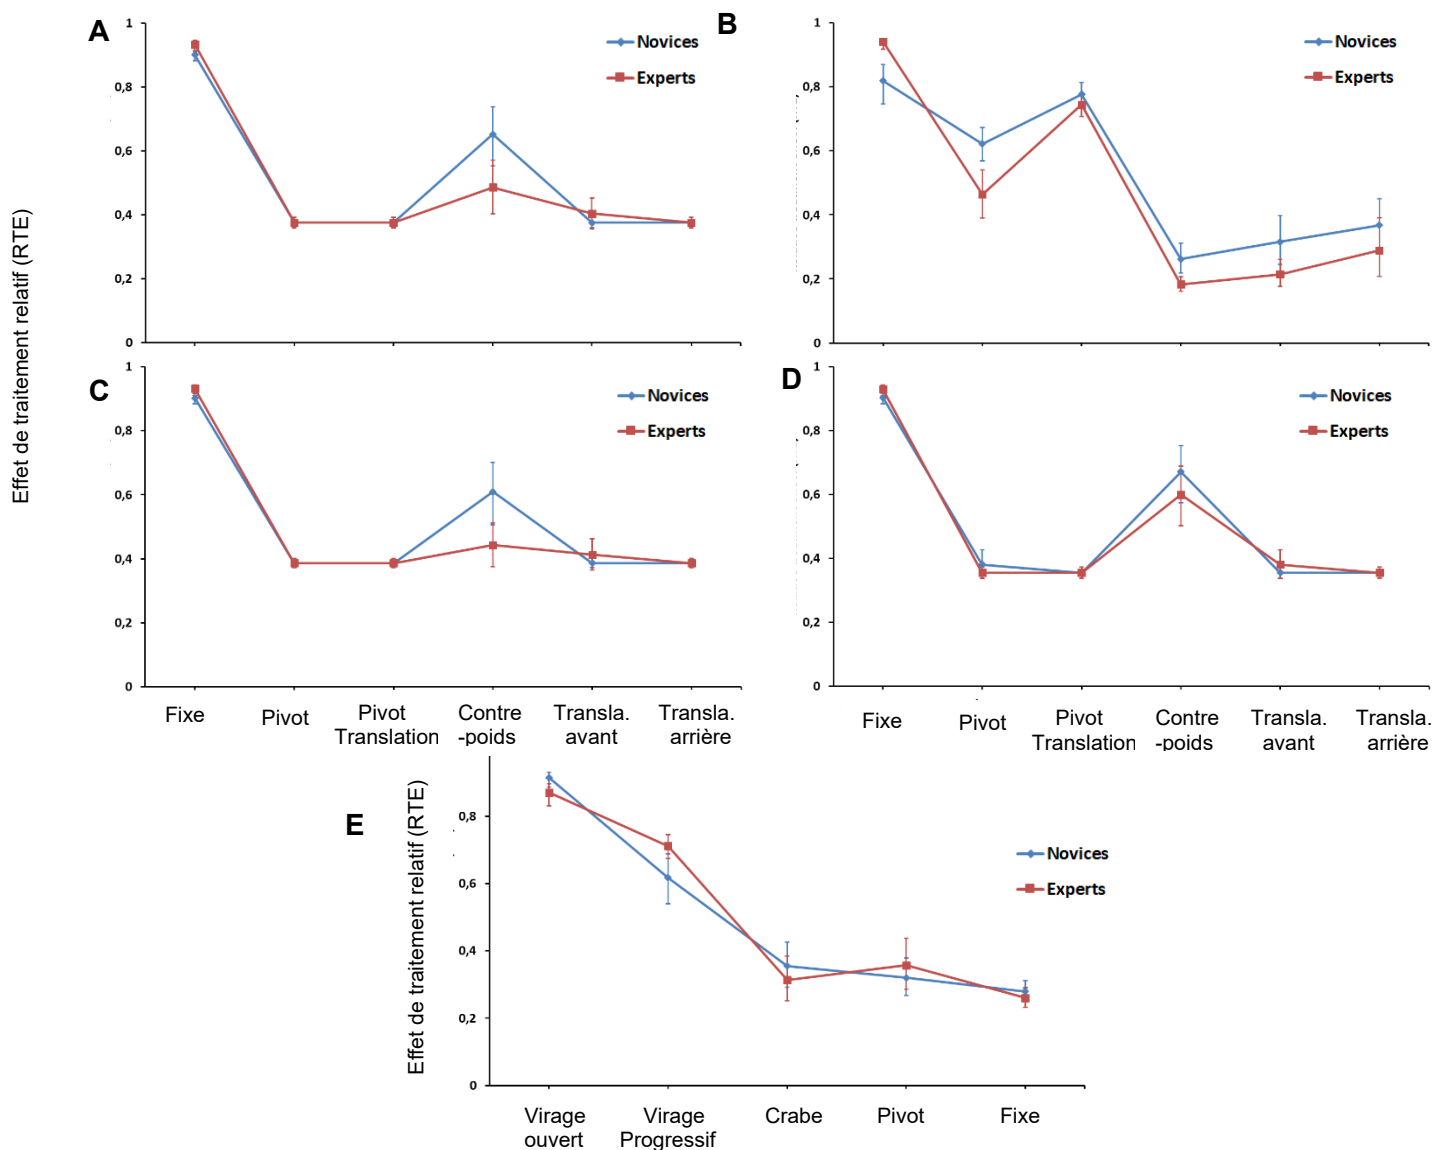 Effet de traitement relatif (RTE)
A
1
0,8
0,6
0,4
0,2
0
Novices
Experts
B
1
0,8
0,6
0,4
0,2
0
Novices
Experts
C
1
0,8
0,6
0,4
0,2
0
Novices
Experts
Fixe
Pivot
Pivot
Translation
Contre
-poids
Transla.
avant
Transla.
arrière
D
1
0,8
0,6
0,4
0,2
0
Novices
Experts
Fixe
Pivot
Pivot
Translation
Contre
-poids
Transla.
avant
Transla.
arrière
E
Effet de traitement relatif (RTE)
0,8
0,6
0,4
0,2
0
Novices
Experts
Virage
ouvert
Virage
Progressif
Crabe
Pivot
Fixe